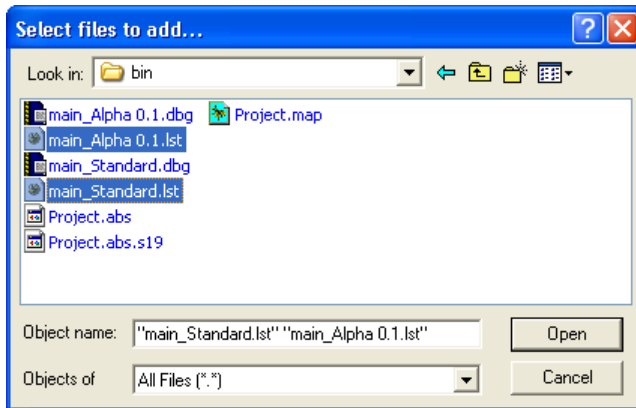 Select files to add...
Look in: bin
main_Alpha 0.1.dbg Project.map
main_Alpha 0.1.lst
main_Standard.dbg
main_Standard.lst
Project.abs
Project.abs.s19
Object name: "main_Standard.lst" "main_Alpha 0.1.lst" Open
Objects of All Files (*.*) Cancel